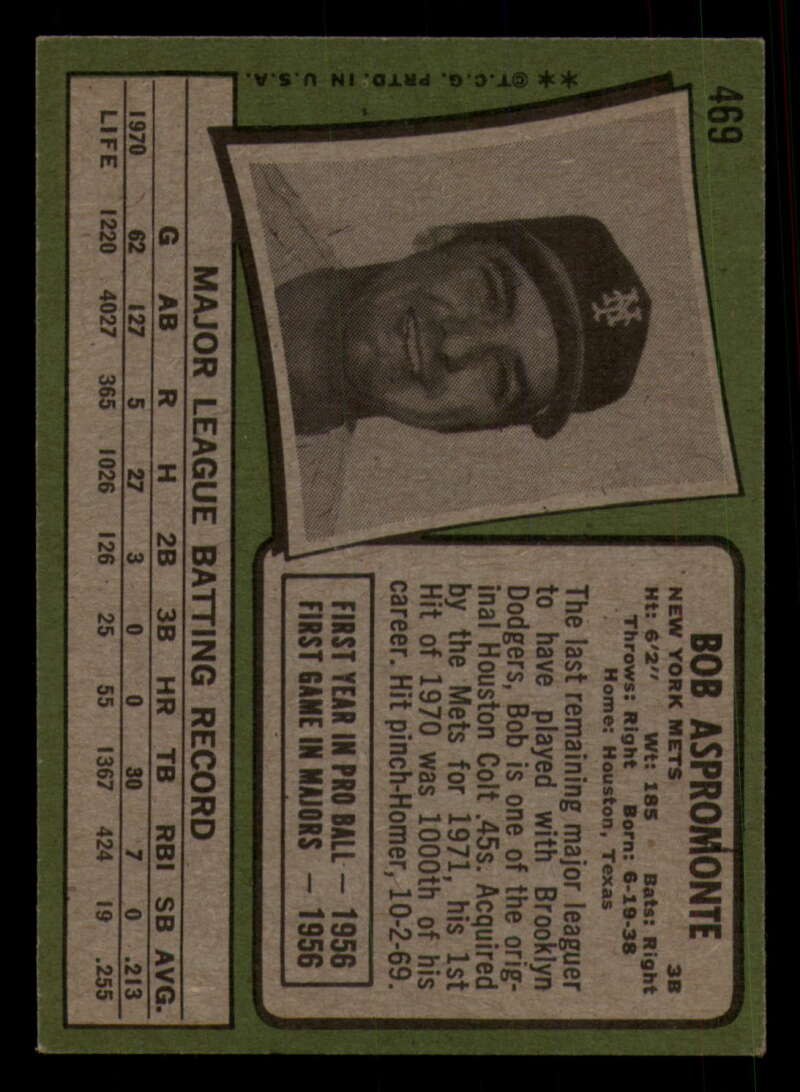 469
**©T.C.G. PRTD. IN U.S.A.
NY
BOB ASPROMONTE
NEW YORK METS 3B
Ht: 6'2" Wt: 185 Bats: Right
Throws: Right Born: 6-19-38
Home: Houston, Texas
The last remaining major leaguer
to have played with Brooklyn
Dodgers, Bob is one of the orig-
inal Houston Colt .45s. Acquired
by the Mets for 1971, his 1st
Hit of 1970 was 1000th of his
career. Hit pinch-Homer, 10-2-69.
FIRST YEAR IN PRO BALL — 1956
FIRST GAME IN MAJORS — 1956
MAJOR LEAGUE BATTING RECORD
G AB R H 2B 3B HR TB RBI SB AVG.
1970 62 127 5 27 3 0 0 30 7 0 .213
LIFE 1220 4027 365 1026 126 25 55 1367 424 19 .255